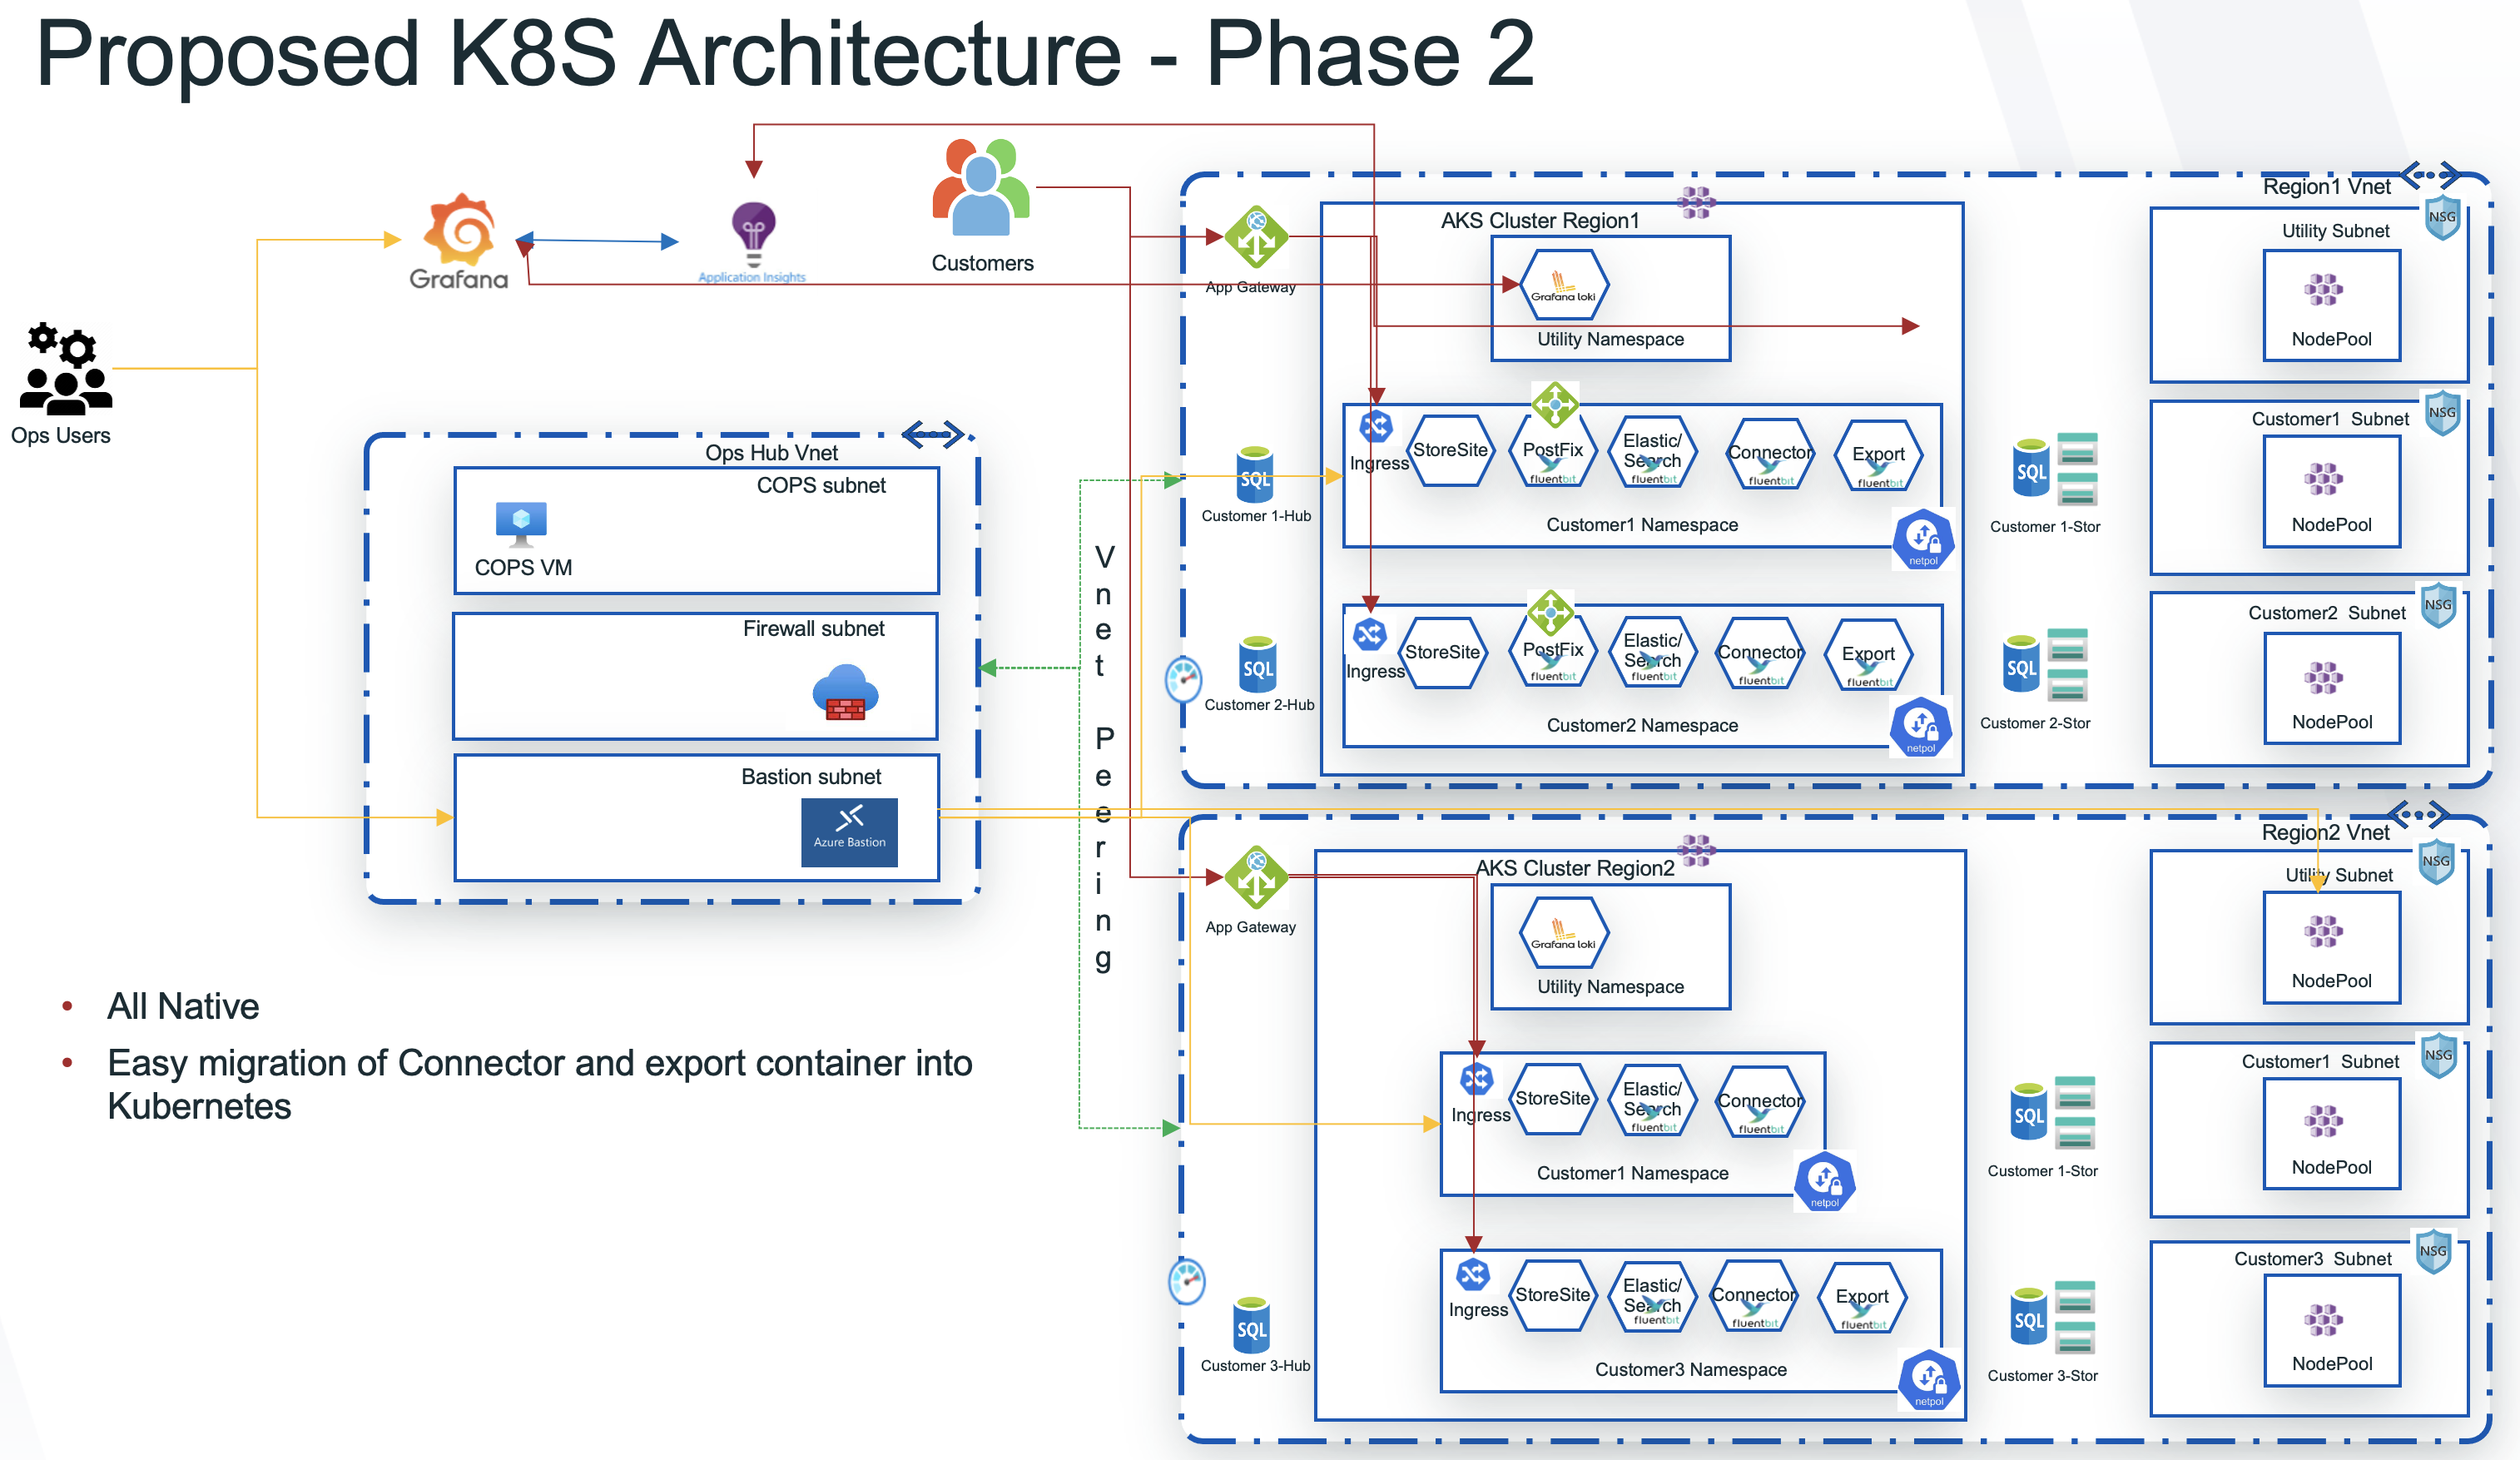 Proposed K8S Architecture - Phase 2
Grafana
Application Insights
Customers
Ops Users
Ops Hub Vnet
COPS subnet
COPS VM
Firewall subnet
Bastion subnet
Azure Bastion
Vnet Peering
All Native
Easy migration of Connector and export container into
Kubernetes
Region1 Vnet
App Gateway
AKS Cluster Region1
Grafana loki
Utility Namespace
Ingress
StoreSite
PostFix
fluentbit
Elastic/
Search
fluentbit
Connector
fluentbit
Export
fluentbit
Customer1 Namespace
netpol
SQL
Customer 1-Hub
SQL
Customer 1-Stor
Ingress
StoreSite
PostFix
fluentbit
Elastic/
Search
fluentbit
Connector
fluentbit
Export
fluentbit
Customer2 Namespace
netpol
SQL
Customer 2-Hub
SQL
Customer 2-Stor
NSG
Utility Subnet
NodePool
NSG
Customer1 Subnet
NodePool
NSG
Customer2 Subnet
NodePool
Region2 Vnet
App Gateway
AKS Cluster Region2
Grafana loki
Utility Namespace
Ingress
StoreSite
Elastic/
Search
fluentbit
Connector
fluentbit
Customer1 Namespace
netpol
SQL
Customer 1-Stor
Ingress
StoreSite
Elastic/
Search
fluentbit
Connector
fluentbit
Export
fluentbit
Customer3 Namespace
netpol
SQL
Customer 3-Hub
SQL
Customer 3-Stor
NSG
Utility Subnet
NodePool
NSG
Customer1 Subnet
NodePool
NSG
Customer3 Subnet
NodePool